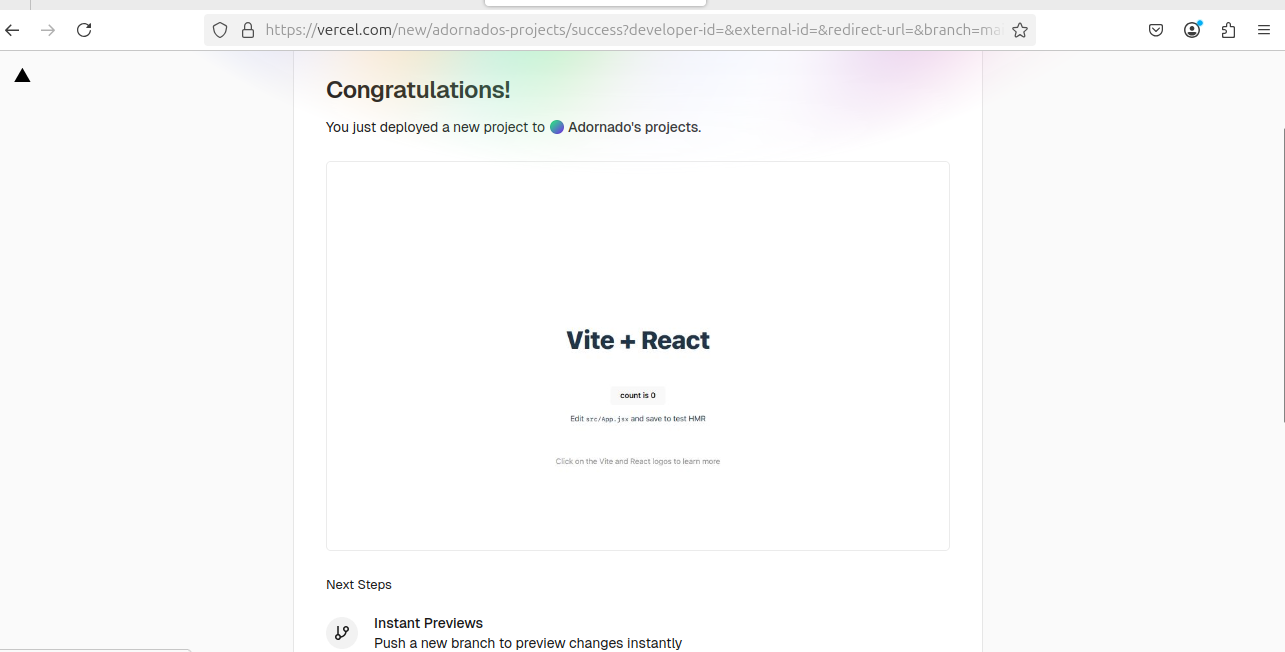 https://vercel.com/new/adornados-projects/success?developer-id=&external-id=&redirect-url=&branch=mai
Congratulations!
You just deployed a new project to Adornado's projects.
Vite + React
count is 0
Edit src/App.jsx and save to test HMR
Click on the Vite and React logos to learn more
Next Steps
Instant Previews
Push a new branch to preview changes instantly